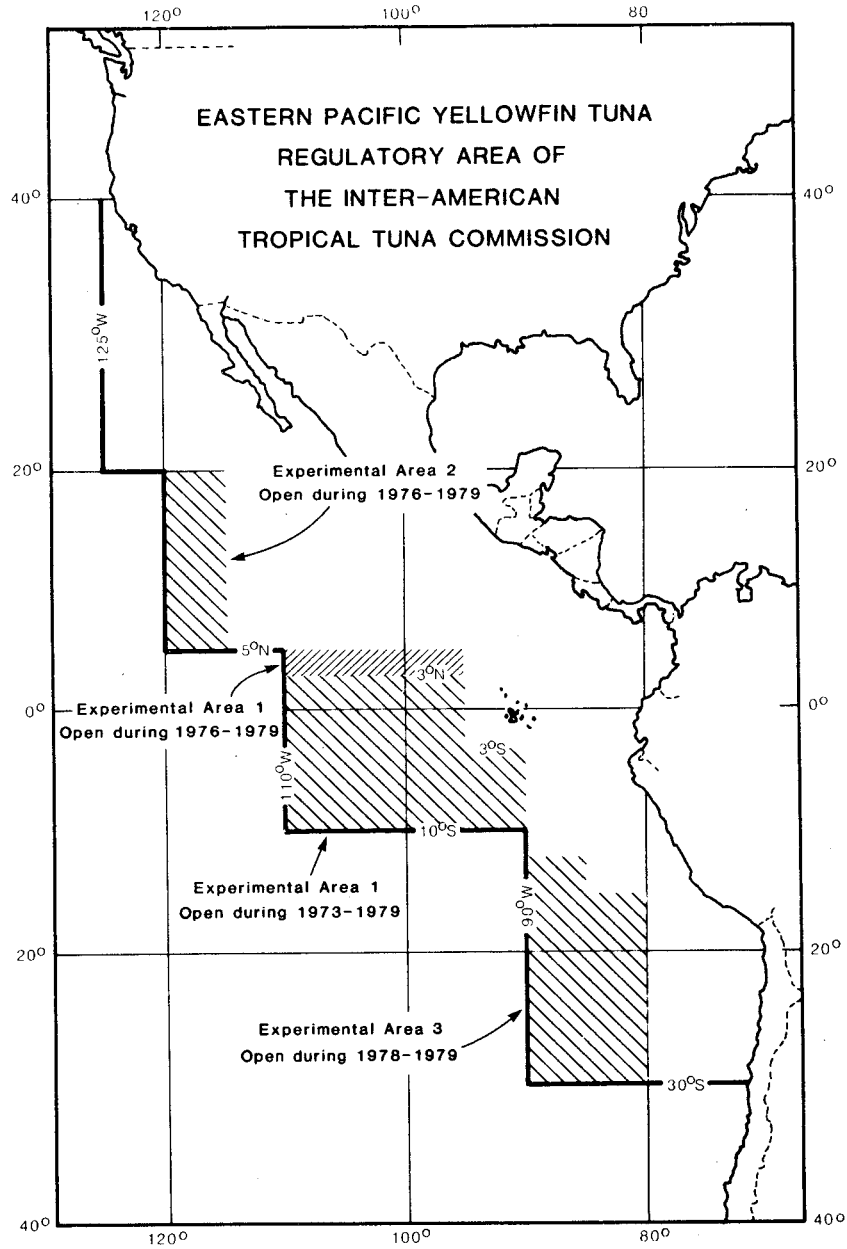 120° 100° 80
EASTERN PACIFIC YELLOWFIN TUNA
REGULATORY AREA OF
THE INTER-AMERICAN
TROPICAL TUNA COMMISSION
40° 40°
125°W
20° 20°
Experimental Area 2
Open during 1976-1979
5°N
3°N
Experimental Area 1
Open during 1976-1979
0° 0°
3°S
110°W
10°S
Experimental Area 1
Open during 1973-1979
90°W
20° 20°
Experimental Area 3
Open during 1978-1979
30°S
40° 40°
120° 100° 80°